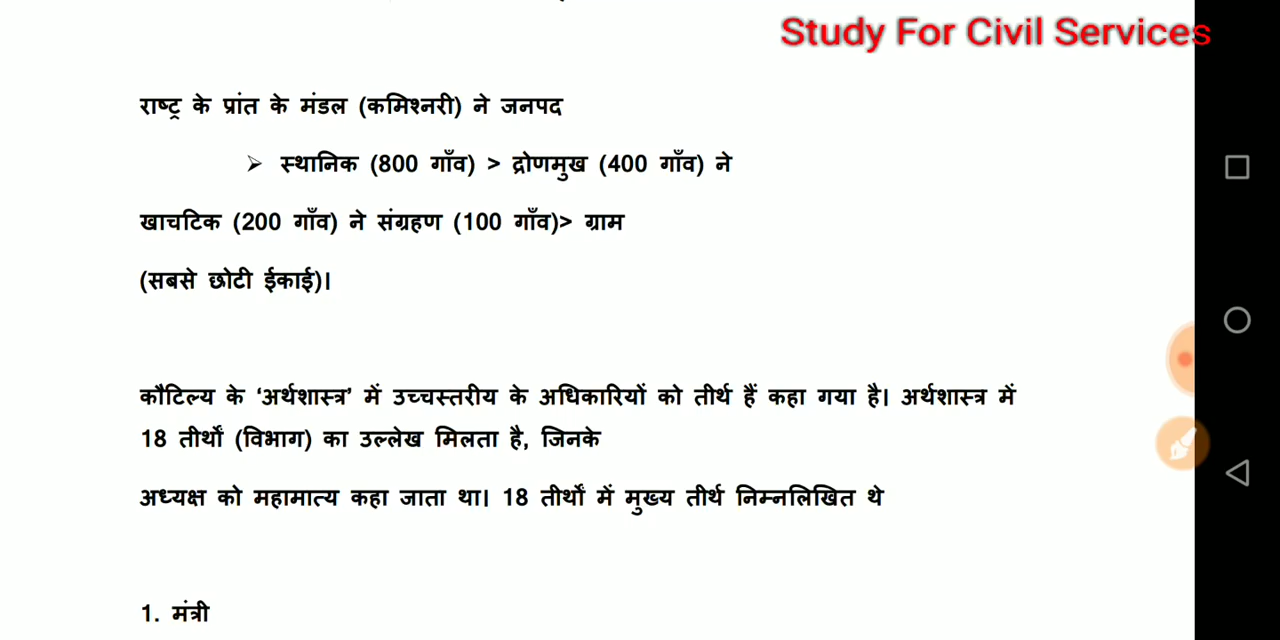 Study For Civil Services
राष्ट्र के प्रांत के मंडल (कमिश्नरी) ने जनपद
➢ स्थानिक (800 गाँव) > द्रोणमुख (400 गाँव) ने
खाचटिक (200 गाँव) ने संग्रहण (100 गाँव)> ग्राम
(सबसे छोटी ईकाई)।
कौटिल्य के ‘अर्थशास्त्र’ में उच्चस्तरीय के अधिकारियों को तीर्थ हैं कहा गया है। अर्थशास्त्र में
18 तीर्थों (विभाग) का उल्लेख मिलता है, जिनके
अध्यक्ष को महामात्य कहा जाता था। 18 तीर्थों में मुख्य तीर्थ निम्नलिखित थे
1. मंत्री